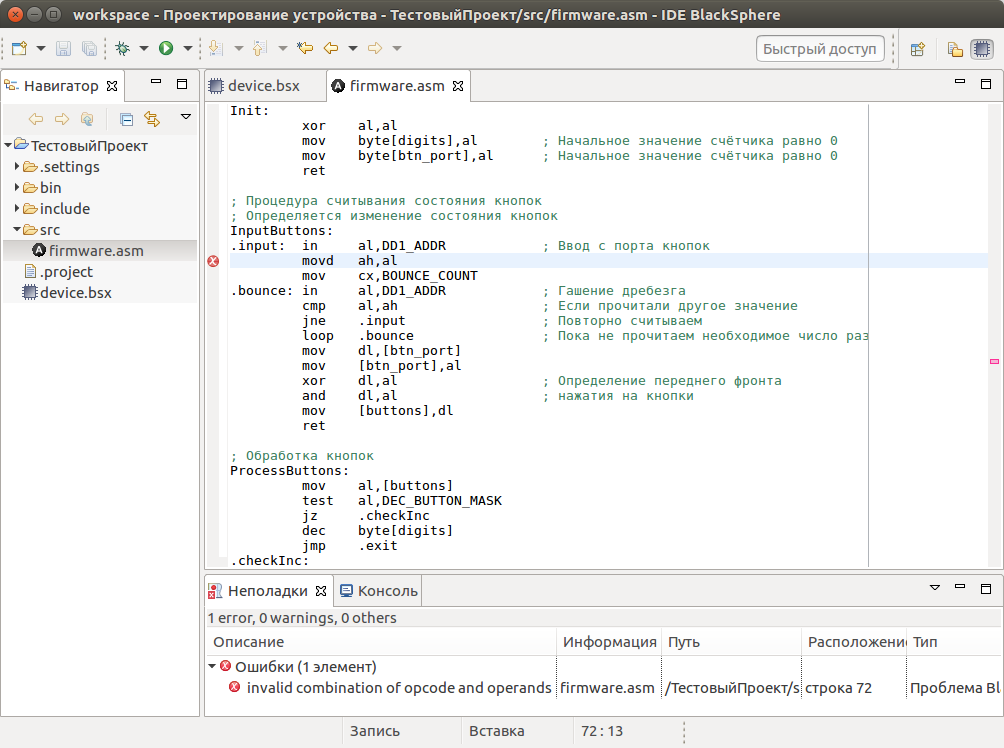 workspace - Проектирование устройства - ТестовыйПроект/src/firmware.asm - IDE BlackSphere
Быстрый доступ
Навигатор
ТестовыйПроект
.settings
bin
include
src
firmware.asm
.project
device.bsx
device.bsx firmware.asm
Init:
xor al,al
mov byte[digits],al ; Начальное значение счётчика равно 0
mov byte[btn_port],al ; Начальное значение счётчика равно 0
ret
; Процедура считывания состояния кнопок
; Определяется изменение состояния кнопок
InputButtons:
.input: in al,DD1_ADDR ; Ввод с порта кнопок
movd ah,al
mov cx,BOUNCE_COUNT
.bounce: in al,DD1_ADDR ; Гашение дребезга
cmp al,ah ; Если прочитали другое значение
jne .input ; Повторно считываем
loop .bounce ; Пока не прочитаем необходимое число раз
mov dl,[btn_port]
mov [btn_port],al
xor dl,al ; Определение переднего фронта
and dl,al ; нажатия на кнопки
mov [buttons],dl
ret
; Обработка кнопок
ProcessButtons:
mov al,[buttons]
test al,DEC_BUTTON_MASK
jz .checkInc
dec byte[digits]
jmp .exit
.checkInc:
Неполадки Консоль
1 error, 0 warnings, 0 others
Описание Информация Путь Расположени Тип
Ошибки (1 элемент)
invalid combination of opcode and operands firmware.asm /ТестовыйПроект/s строка 72 Проблема Bl
Запись Вставка 72 : 13